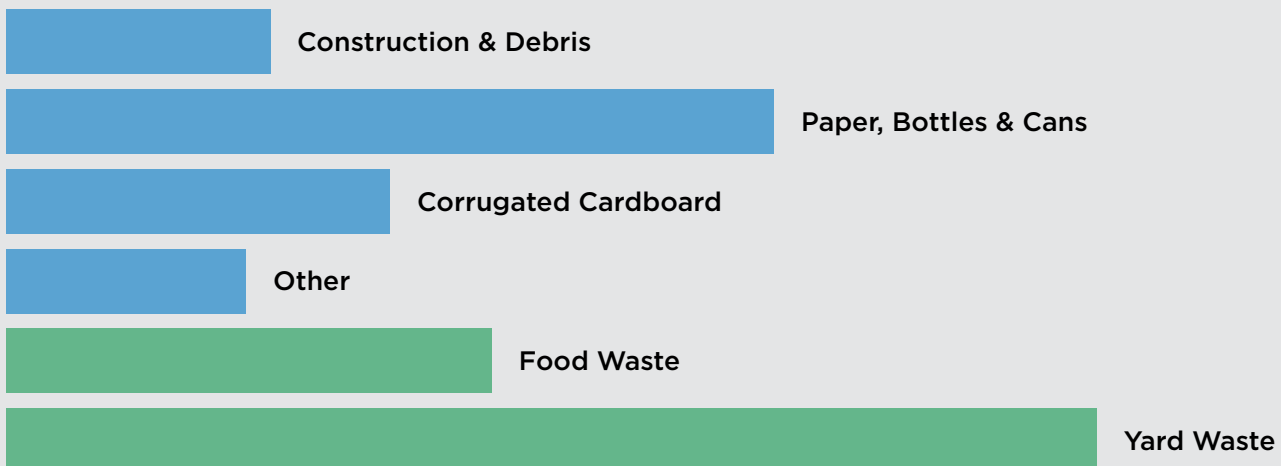 Construction & Debris
Paper, Bottles & Cans
Corrugated Cardboard
Other
Food Waste
Yard Waste